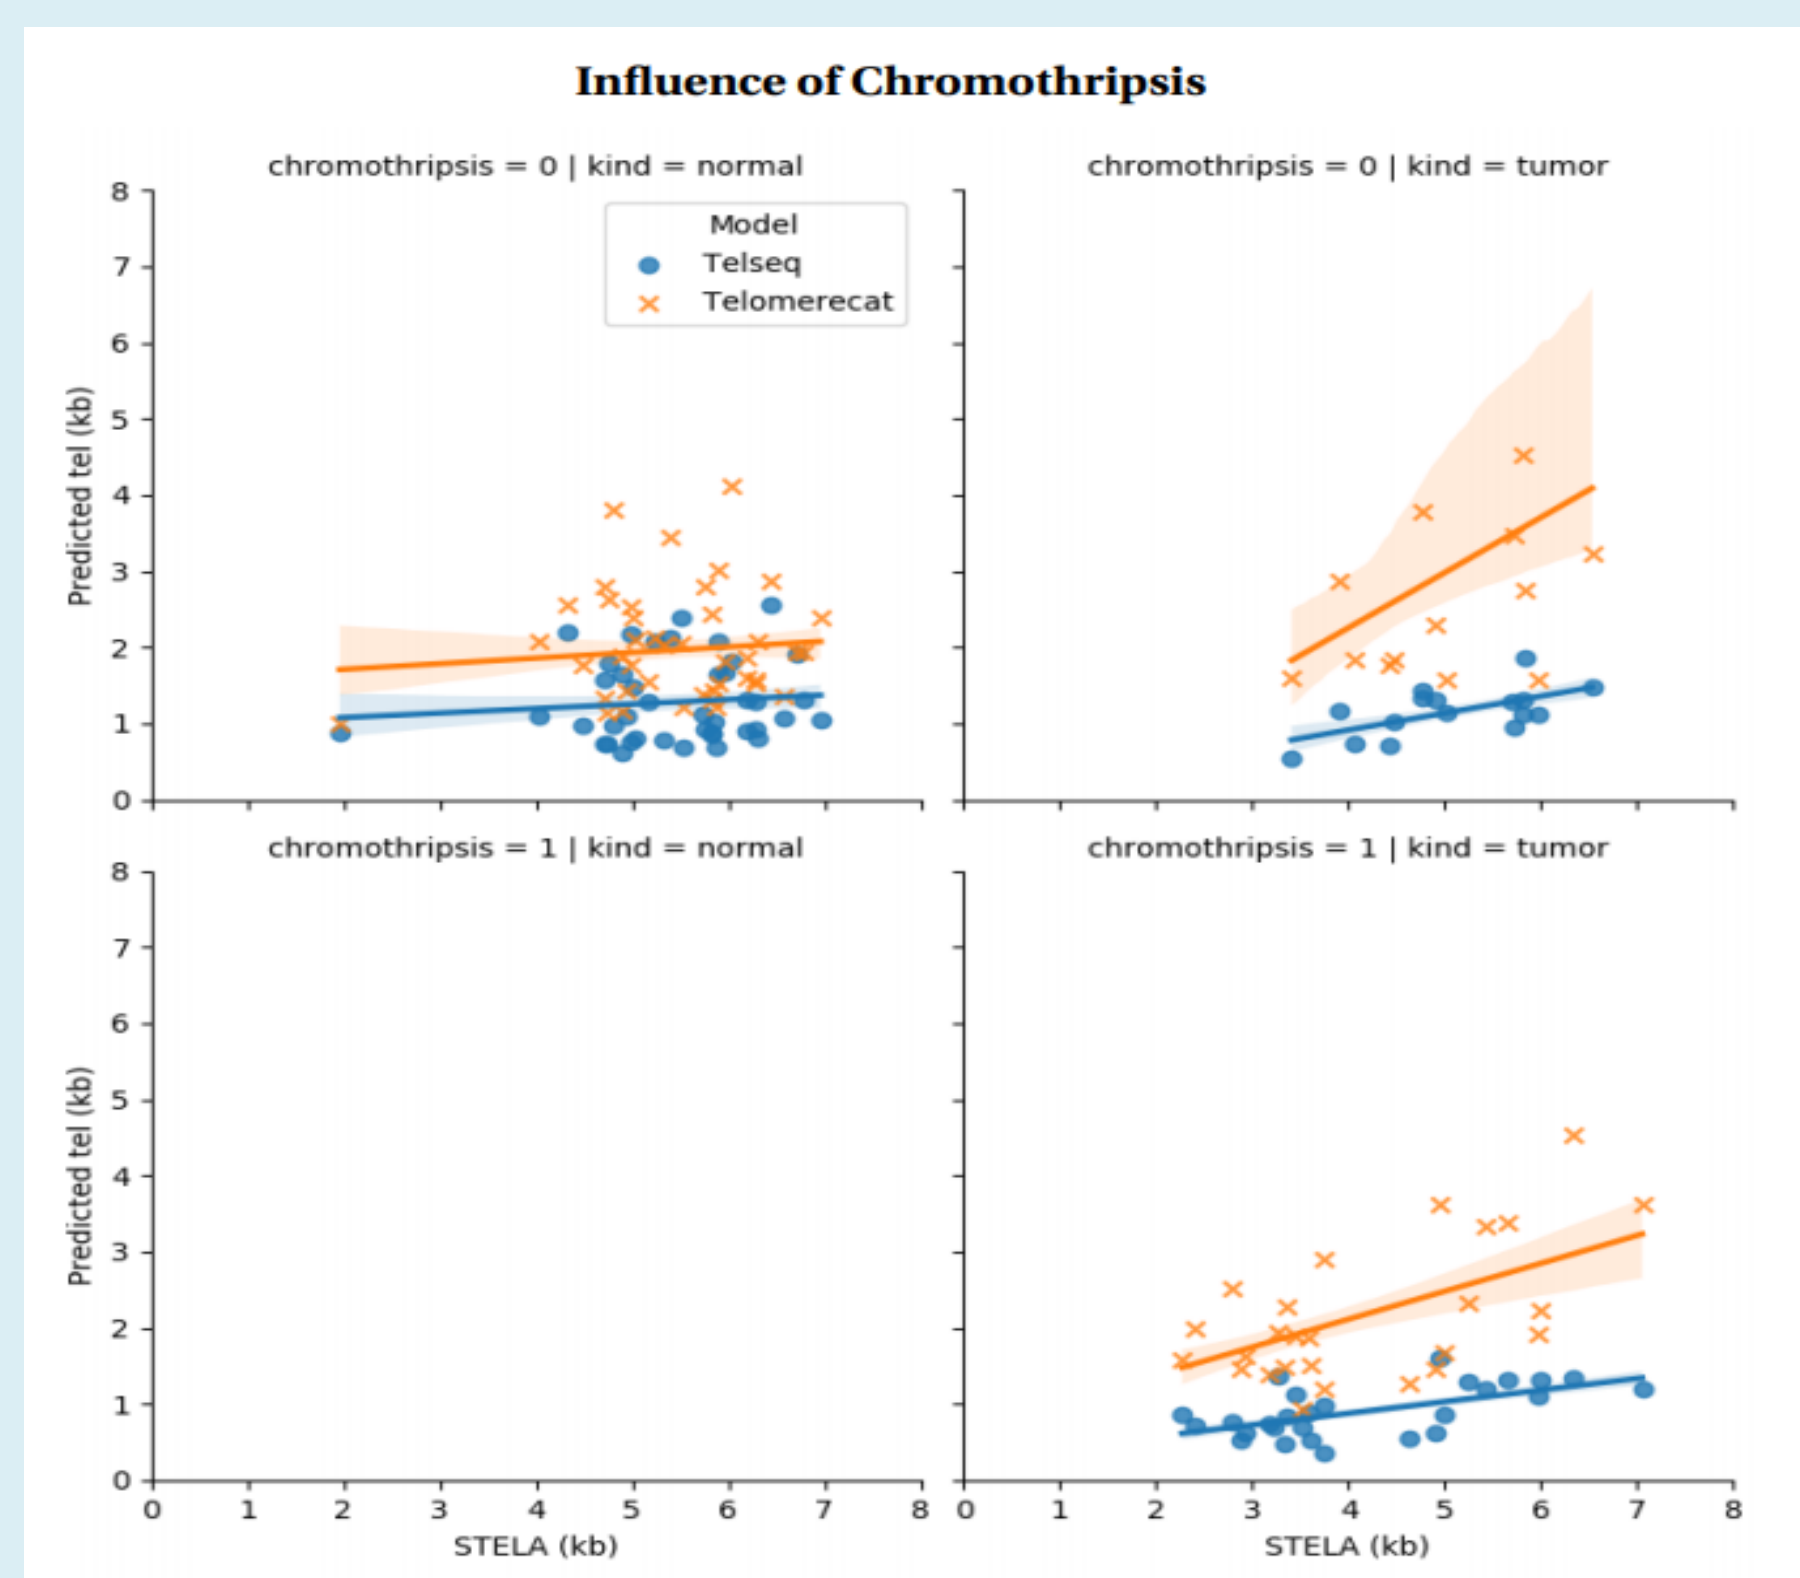 Influence of Chromothripsis
chromothripsis = 0 | kind = normal
chromothripsis = 0 | kind = tumor
8
7
6
5
4
3
2
1
0
Predicted tel (kb)
Model
Telseq
Telomerecat
chromothripsis = 1 | kind = normal
chromothripsis = 1 | kind = tumor
8
7
6
5
4
3
2
1
0
Predicted tel (kb)
0 1 2 3 4 5 6 7 8
0 1 2 3 4 5 6 7 8
STELA (kb)
STELA (kb)